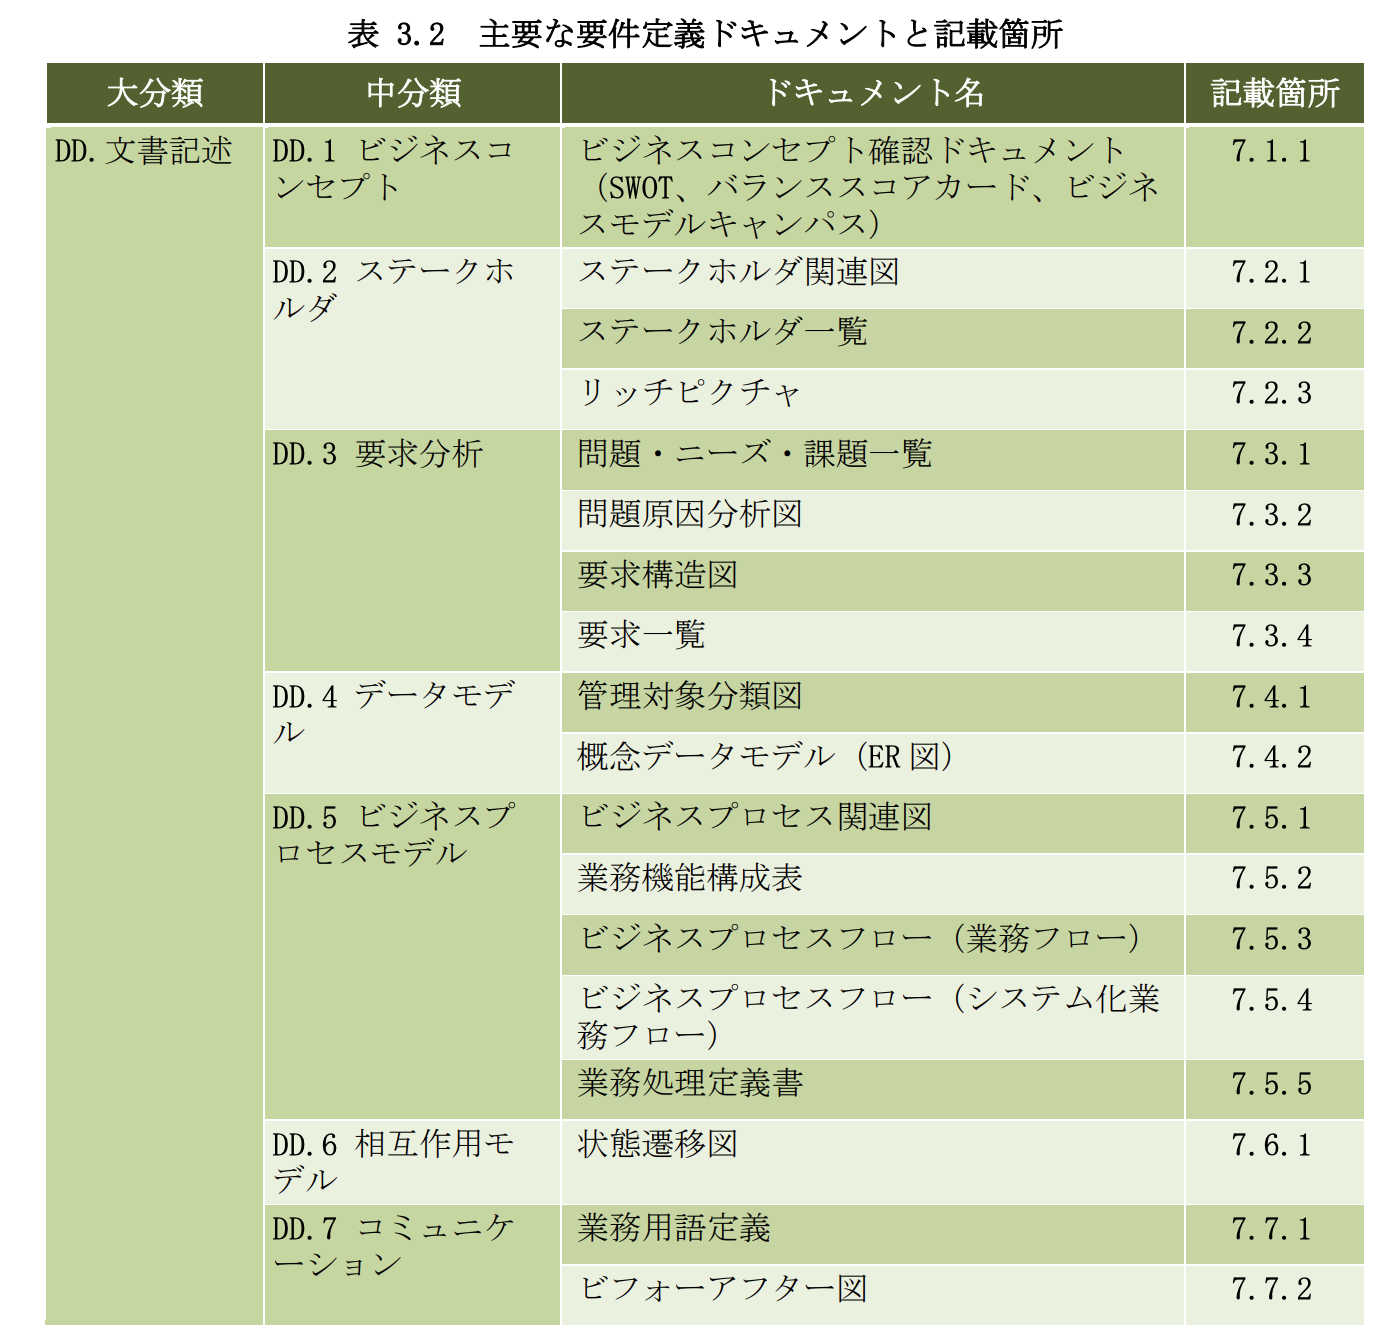 表 3.2　主要な要件定義ドキュメントと記載箇所
大分類 中分類 ドキュメント名 記載箇所
DD.文書記述 DD.1 ビジネスコ ビジネスコンセプト確認ドキュメント 7.1.1
ンセプト （SWOT、バランススコアカード、ビジネ
スモデルキャンパス）
DD.2 ステークホ ステークホルダ関連図 7.2.1
ルダ
ステークホルダ一覧 7.2.2
リッチピクチャ 7.2.3
DD.3 要求分析 問題・ニーズ・課題一覧 7.3.1
問題原因分析図 7.3.2
要求構造図 7.3.3
要求一覧 7.3.4
DD.4 データモデ 管理対象分類図 7.4.1
ル
概念データモデル（ER 図） 7.4.2
DD.5 ビジネスプ ビジネスプロセス関連図 7.5.1
ロセスモデル
業務機能構成表 7.5.2
ビジネスプロセスフロー（業務フロー） 7.5.3
ビジネスプロセスフロー（システム化業 7.5.4
務フロー）
業務処理定義書 7.5.5
DD.6 相互作用モ 状態遷移図 7.6.1
デル
DD.7 コミュニケ 業務用語定義 7.7.1
ーション
ビフォーアフター図 7.7.2